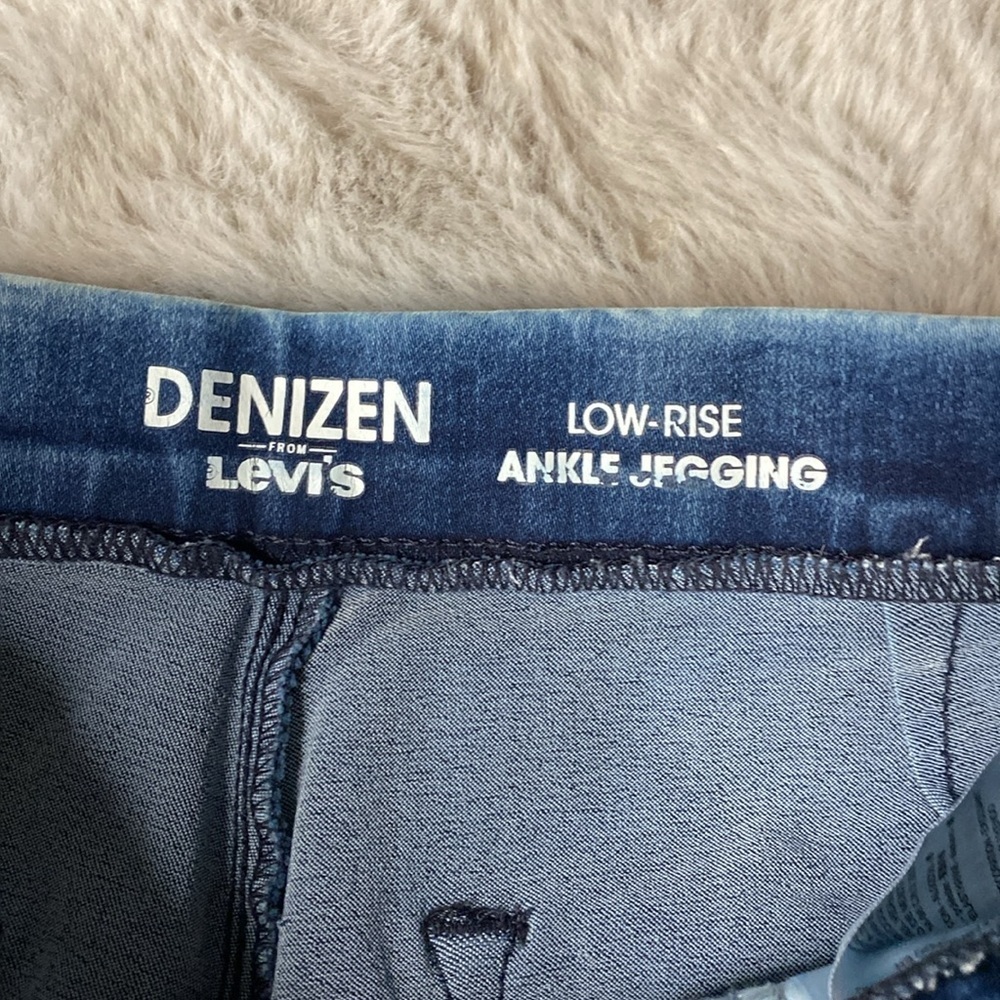 DENIZEN®
FROM
Levi's®
LOW-RISE
ANKLE JEGGING